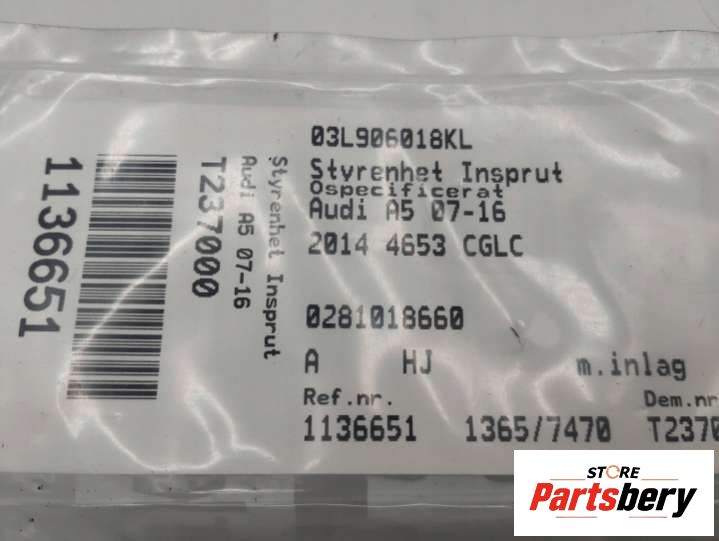 03L906018KL
Styrenhet Insprut
Ospecificerat
Audi A5 07-16
2014 4653 CGLC
0281018660
A HJ m.inlag
Ref.nr. Dem.nr
1136651 1365/7470 T2370
Styrenhet Insprut
Audi A5 07-16
T237000
1136651
STORE
Partsbery